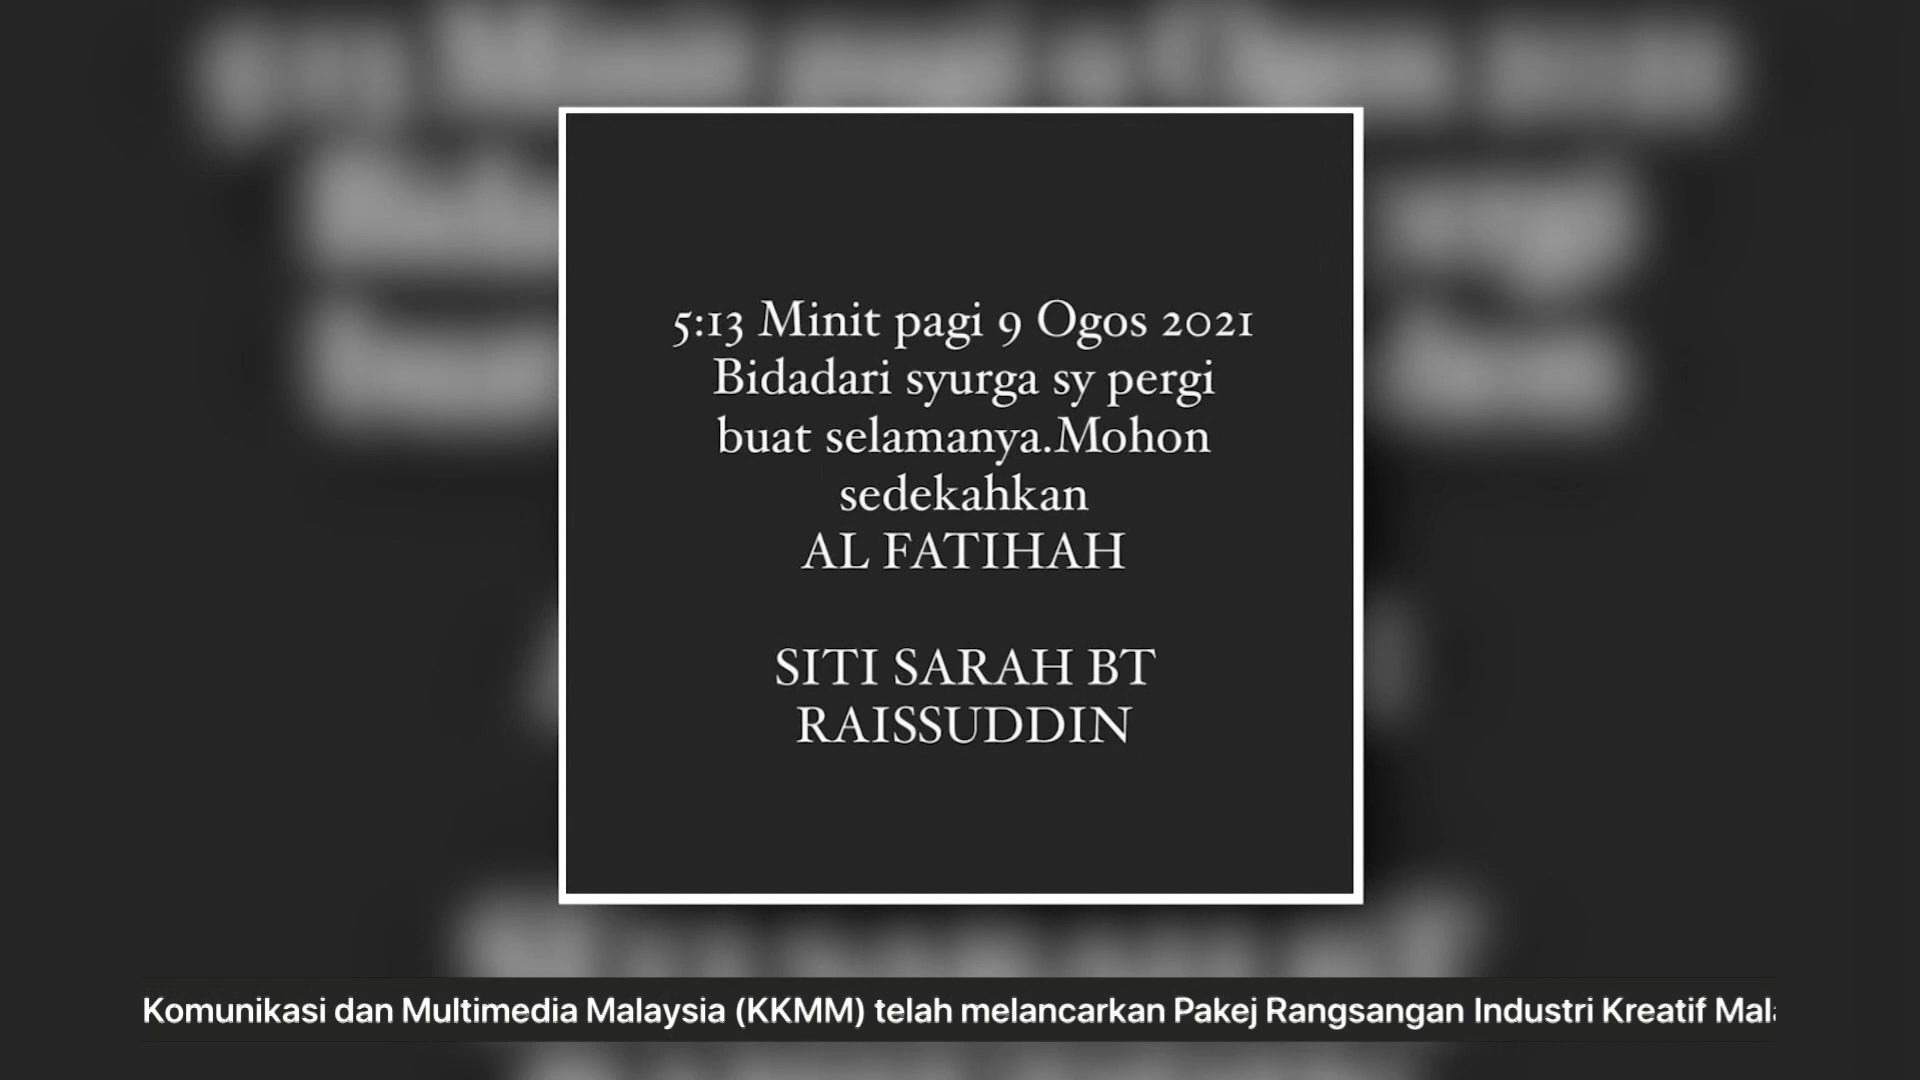 5:13 Minit pagi 9 Ogos 2021
Bidadari syurga sy pergi
buat selamanya.Mohon
sedekahkan
AL FATIHAH
SITI SARAH BT
RAISSUDDIN
Komunikasi dan Multimedia Malaysia (KKMM) telah melancarkan Pakej Rangsangan Industri Kreatif